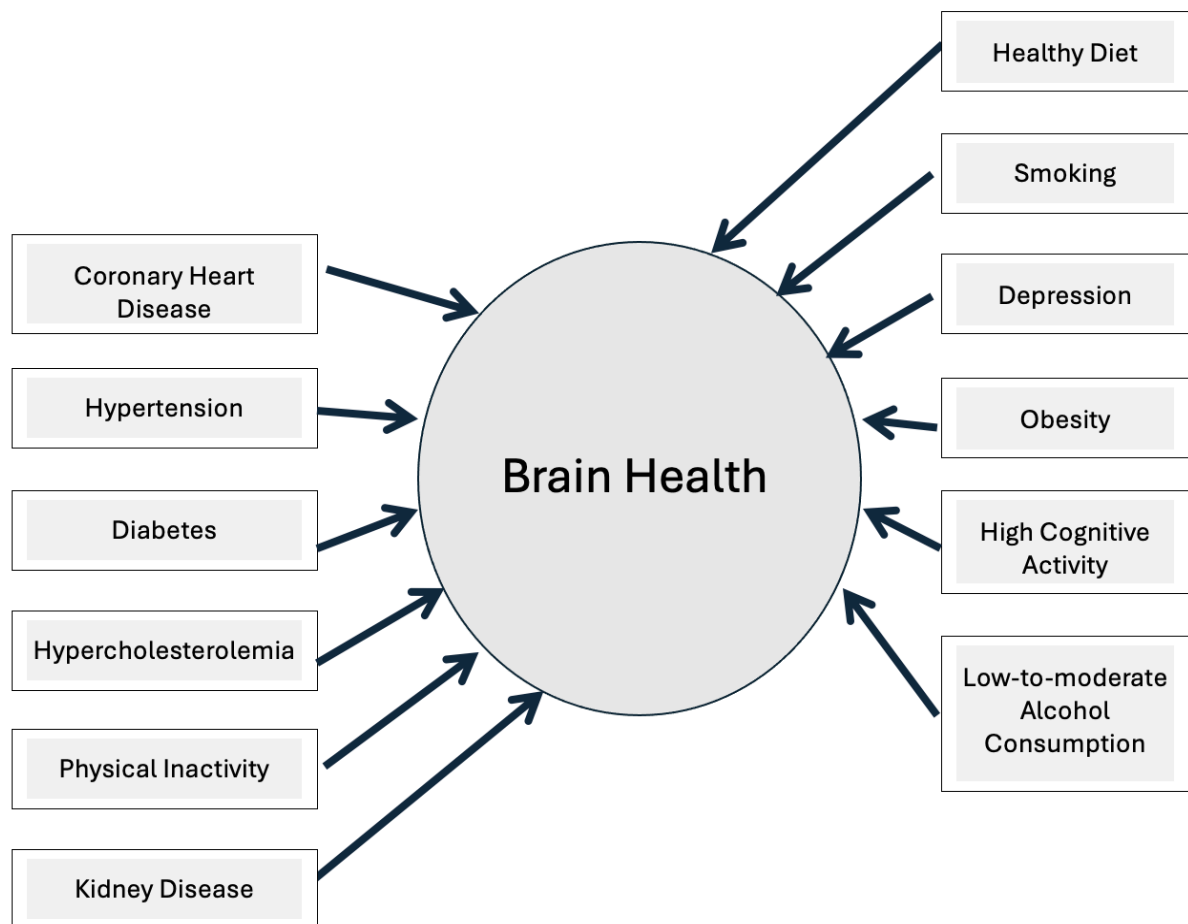 Healthy Diet
Smoking
Depression
Obesity
High Cognitive
Activity
Low-to-moderate
Alcohol
Consumption
Coronary Heart
Disease
Hypertension
Diabetes
Hypercholesterolemia
Physical Inactivity
Kidney Disease
Brain Health